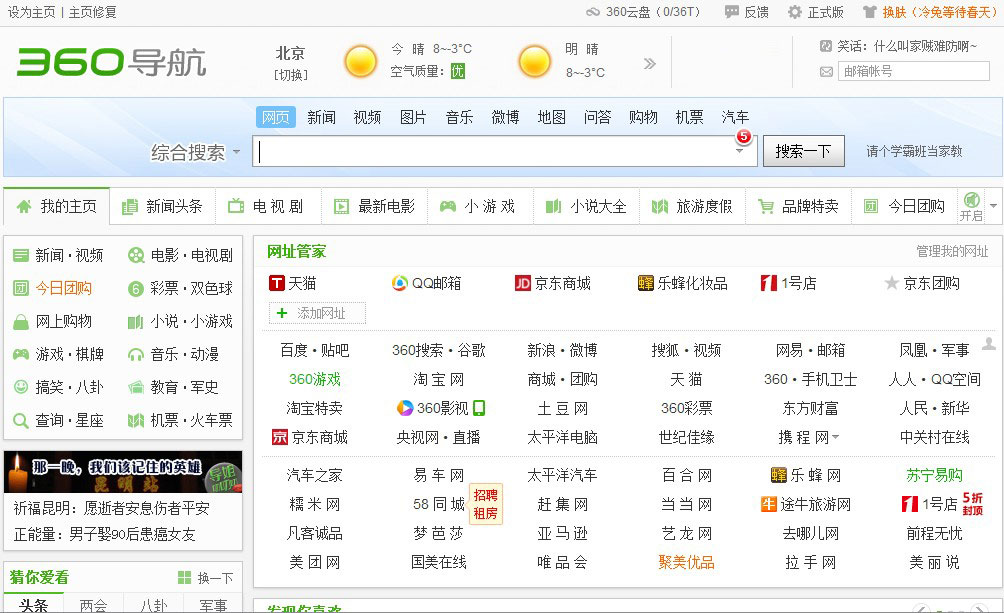 设为主页 | 主页修复 360云盘（0/36T） 反馈 正式版 换肤（冷兔等待春天）
360导航 北京 [切换] 今 晴 8~-3°C 空气质量：优 明 晴 8~-3°C » 笑话：什么叫家贼难防啊~
邮箱帐号
网页 新闻 视频 图片 音乐 微博 地图 问答 购物 机票 汽车
综合搜索 5 搜索一下 请个学霸班当家教
我的主页 新闻头条 电 视 剧 最新电影 小 游 戏 小说大全 旅游度假 品牌特卖 今日团购 开启
新闻·视频 电影·电视剧
今日团购 彩票·双色球
网上购物 小说·小游戏
游戏·棋牌 音乐·动漫
搞笑·八卦 教育·军史
查询·星座 机票·火车票
那一晚，我们该记住的英雄
昆明站
导航
祈福昆明：愿逝者安息伤者平安
正能量：男子娶90后患癌女友
猜你爱看 换一下
头条 两会 八卦 军事
网址管家 管理我的网址
T 天猫 QQ邮箱 JD 京东商城 蜂 乐蜂化妆品 1 1号店 京东团购
+ 添加网址
百度·贴吧 360搜索·谷歌 新浪·微博 搜狐·视频 网易·邮箱 凤凰·军事
360游戏 淘 宝 网 商城·团购 天 猫 360·手机卫士 人人·QQ空间
淘宝特卖 360影视 土 豆 网 360彩票 东方财富 人民·新华
京 京东商城 央视网·直播 太平洋电脑 世纪佳缘 携 程 网 中关村在线
汽车之家 易 车 网 太平洋汽车 百 合 网 蜂 乐 蜂 网 苏宁易购
糯 米 网 58 同 城 招聘 租房 赶 集 网 当 当 网 牛 途牛旅游网 1 1号店 5折 封顶
凡客诚品 梦 芭 莎 亚 马 逊 艺 龙 网 去哪儿网 前程无忧
美 团 网 国美在线 唯 品 会 聚美优品 拉 手 网 美 丽 说
发现你喜欢